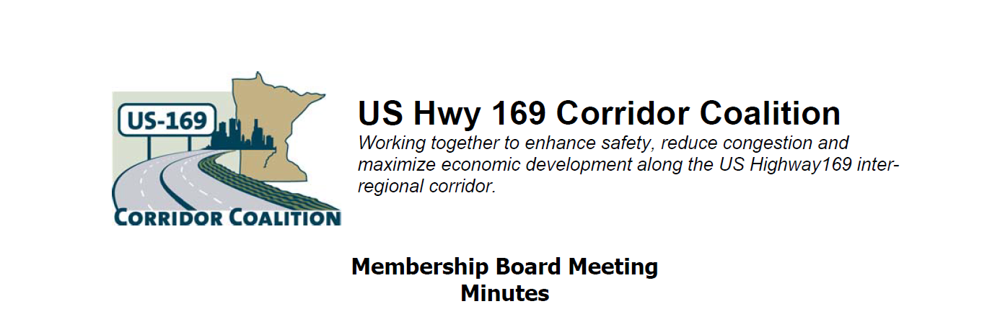 US-169
CORRIDOR COALITION
US Hwy 169 Corridor Coalition
Working together to enhance safety, reduce congestion and
maximize economic development along the US Highway169 inter-
regional corridor.
Membership Board Meeting
Minutes